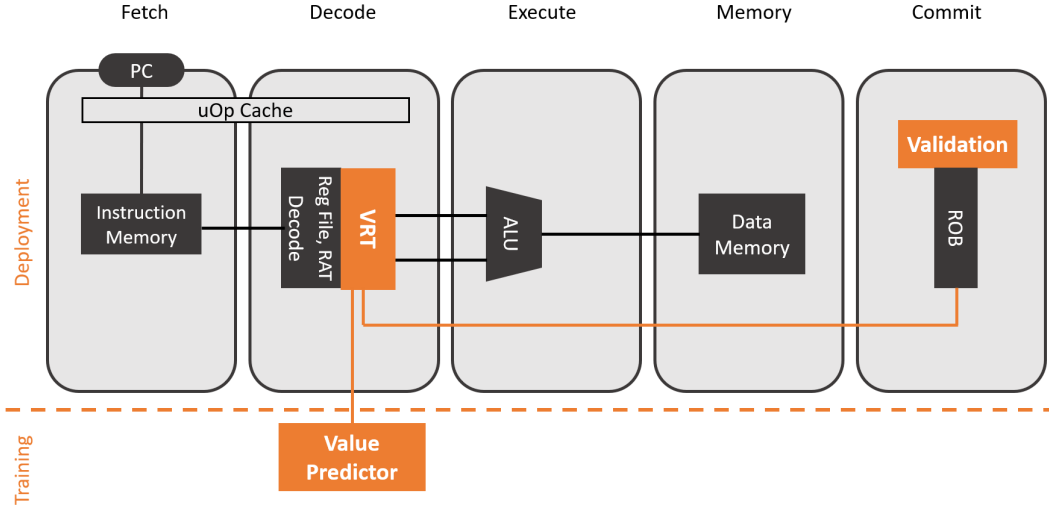 Fetch
Decode
Execute
Memory
Commit
PC
uOp Cache
Validation
Deployment
Instruction
Memory
Reg File, RAT
Decode
VRT
ALU
Data
Memory
ROB
Training
Value
Predictor